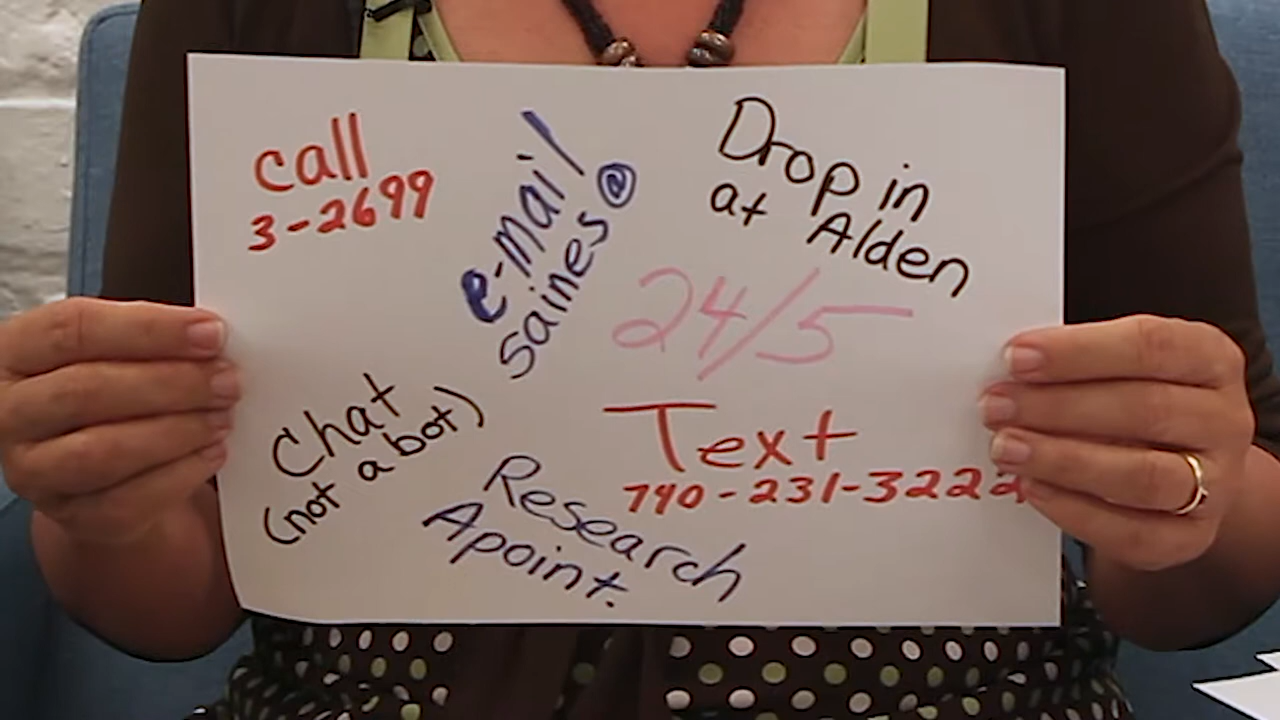 call
3-2699
e-mail
saines@
Drop in
at Alden
24/5
Chat
(not a bot)
Text
740-231-3222
Research
Apoint.